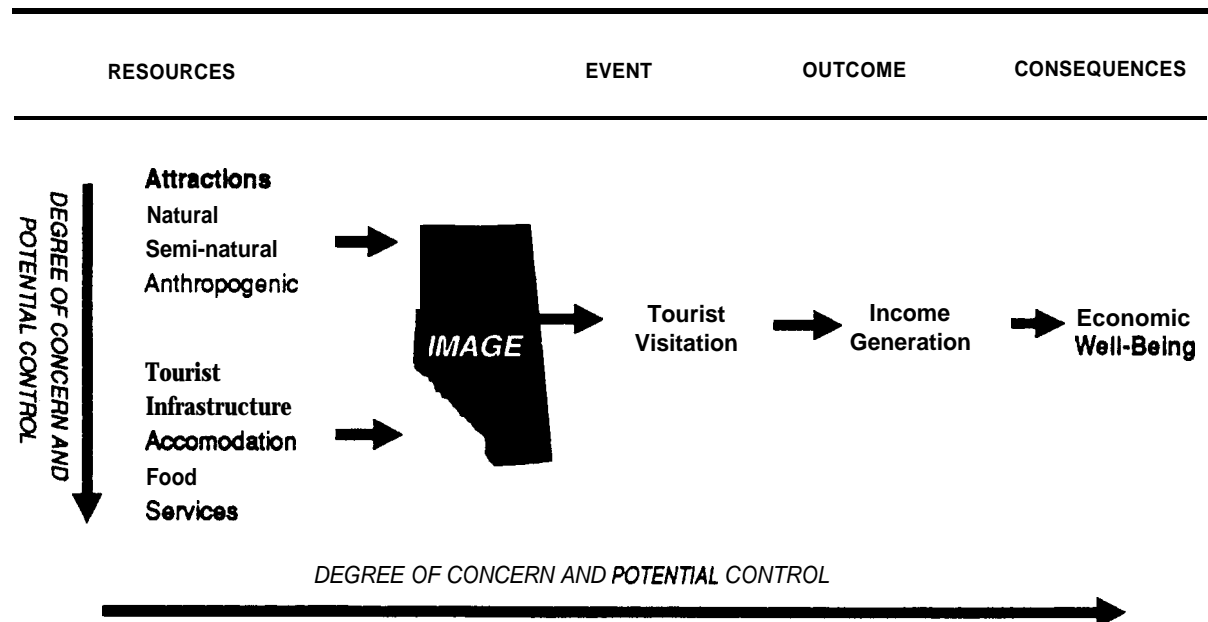 RESOURCES EVENT OUTCOME CONSEQUENCES
DEGREE OF CONCERN AND
POTENTIAL CONTROL
Attractions
Natural
Semi-natural
Anthropogenic
Tourist
Infrastructure
Accomodation
Food
Services
IMAGE
Tourist
Visitation
Income
Generation
Economic
Well-Being
DEGREE OF CONCERN AND POTENTIAL CONTROL